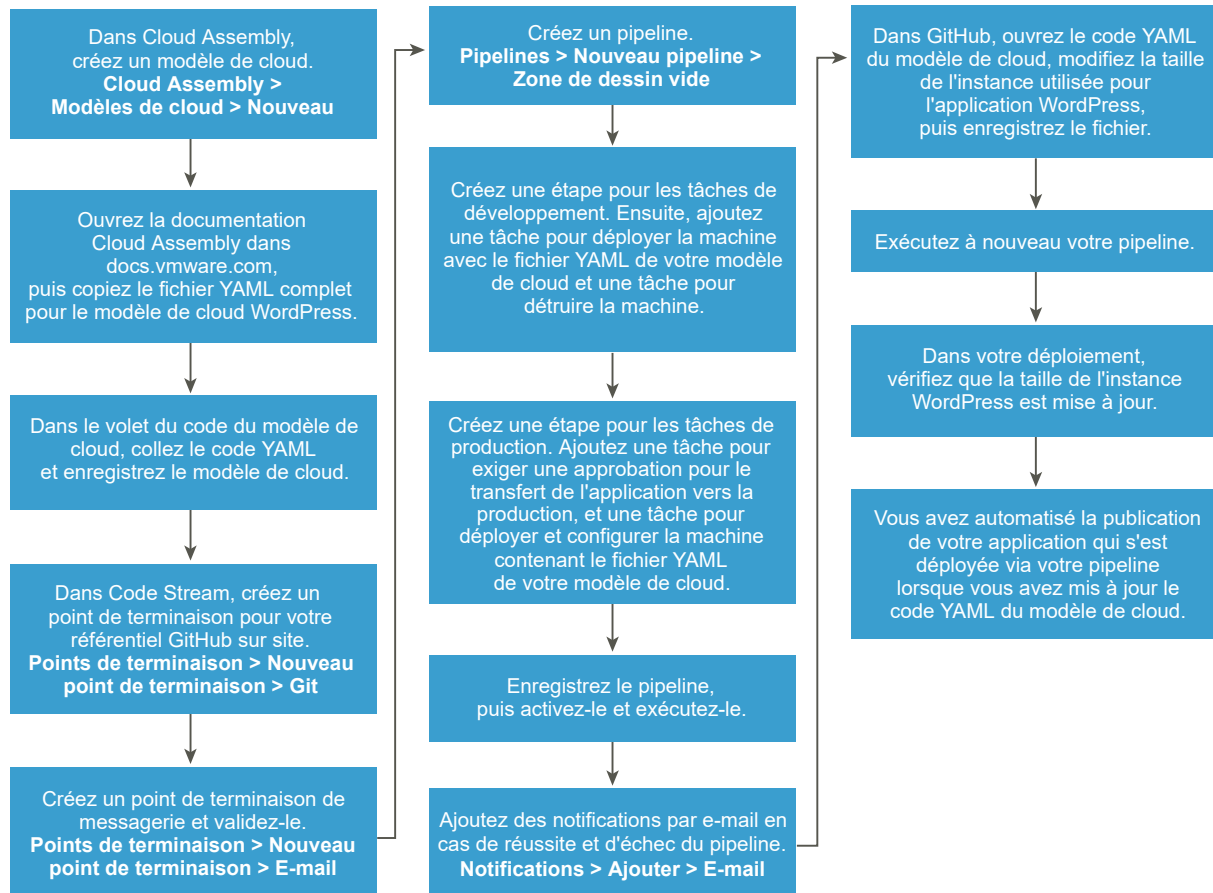 Dans Cloud Assembly,
créez un modèle de cloud.
Cloud Assembly >
Modèles de cloud > Nouveau
Ouvrez la documentation
Cloud Assembly dans
docs.vmware.com,
puis copiez le fichier YAML complet
pour le modèle de cloud WordPress.
Dans le volet du code du modèle de
cloud, collez le code YAML
et enregistrez le modèle de cloud.
Dans Code Stream, créez un
point de terminaison pour votre
référentiel GitHub sur site.
Points de terminaison > Nouveau
point de terminaison > Git
Créez un point de terminaison de
messagerie et validez-le.
Points de terminaison > Nouveau
point de terminaison > E-mail
Créez un pipeline.
Pipelines > Nouveau pipeline >
Zone de dessin vide
Créez une étape pour les tâches de
développement. Ensuite, ajoutez
une tâche pour déployer la machine
avec le fichier YAML de votre modèle
de cloud et une tâche pour
détruire la machine.
Créez une étape pour les tâches de
production. Ajoutez une tâche pour
exiger une approbation pour le
transfert de l'application vers la
production, et une tâche pour
déployer et configurer la machine
contenant le fichier YAML
de votre modèle de cloud.
Enregistrez le pipeline,
puis activez-le et exécutez-le.
Ajoutez des notifications par e-mail en
cas de réussite et d'échec du pipeline.
Notifications > Ajouter > E-mail
Dans GitHub, ouvrez le code YAML
du modèle de cloud, modifiez la taille
de l'instance utilisée pour
l'application WordPress,
puis enregistrez le fichier.
Exécutez à nouveau votre pipeline.
Dans votre déploiement,
vérifiez que la taille de l'instance
WordPress est mise à jour.
Vous avez automatisé la publication
de votre application qui s'est
déployée via votre pipeline
lorsque vous avez mis à jour le
code YAML du modèle de cloud.